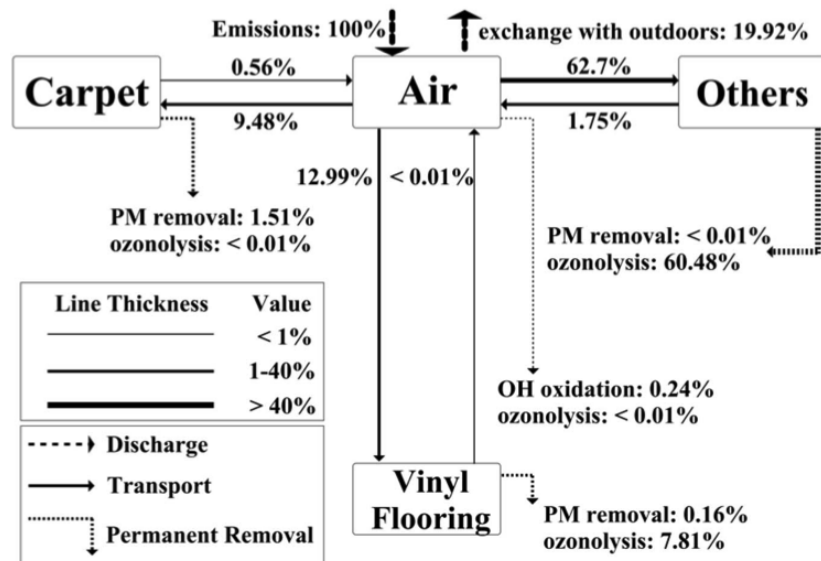 Emissions: 100%
exchange with outdoors: 19.92%
Carpet
0.56%
9.48%
Air
62.7%
1.75%
Others
12.99%
< 0.01%
PM removal: 1.51%
ozonolysis: < 0.01%
PM removal: < 0.01%
ozonolysis: 60.48%
Line Thickness Value
< 1%
1-40%
> 40%
OH oxidation: 0.24%
ozonolysis: < 0.01%
Discharge
Transport
Permanent Removal
Vinyl
Flooring
PM removal: 0.16%
ozonolysis: 7.81%